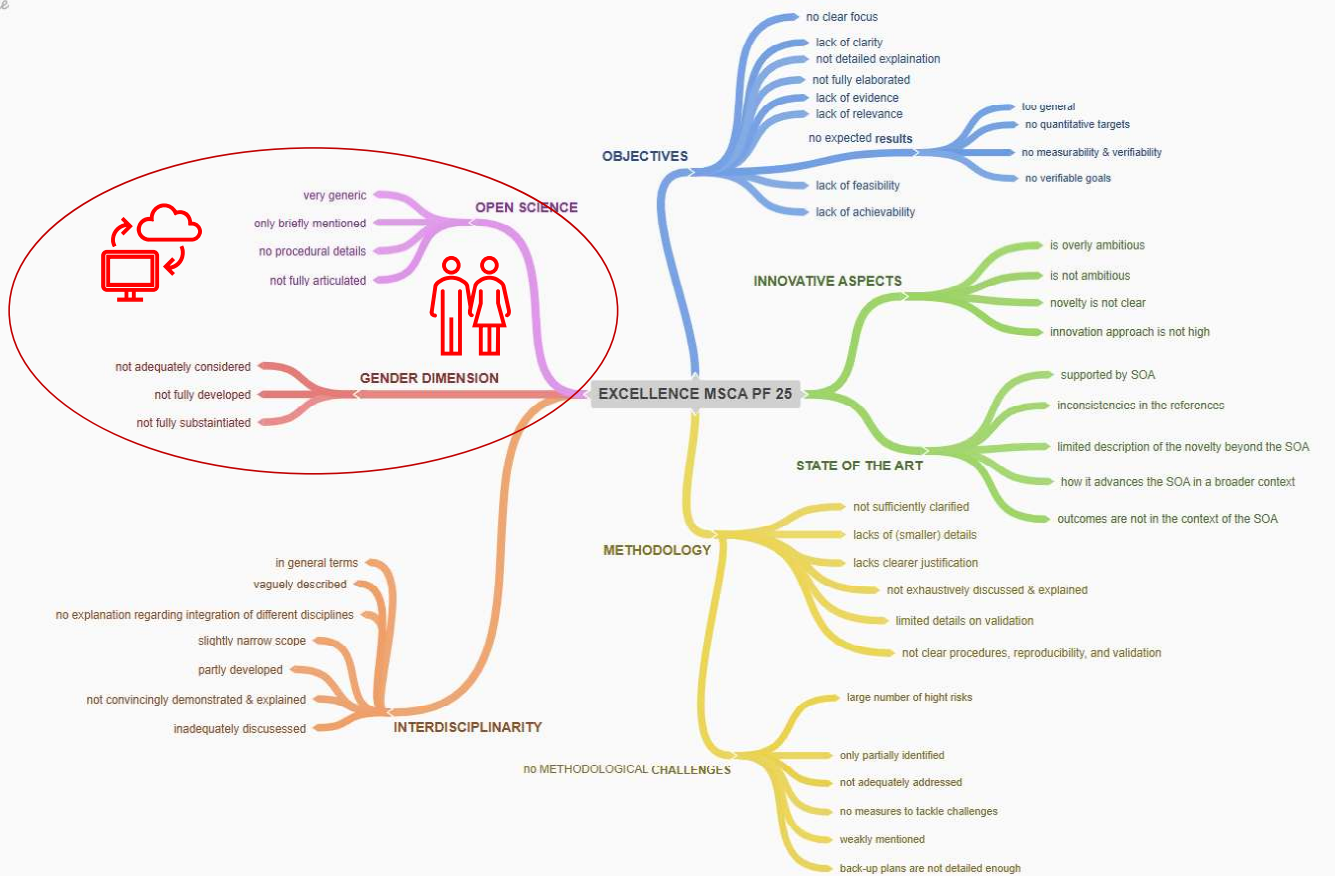 EXCELLENCE MSCA PF 25
OBJECTIVES
no clear focus
lack of clarity
not detailed explaination
not fully elaborated
lack of evidence
lack of relevance
no expected results
too general
no quantitative targets
no measurability & verifiability
no verifiable goals
lack of feasibility
lack of achievability
INNOVATIVE ASPECTS
is overly ambitious
is not ambitious
novelty is not clear
innovation approach is not high
STATE OF THE ART
supported by SOA
inconsistencies in the references
limited description of the novelty beyond the SOA
how it advances the SOA in a broader context
outcomes are not in the context of the SOA
METHODOLOGY
not sufficiently clarified
lacks of (smaller) details
lacks clearer justification
not exhaustively discussed & explained
limited details on validation
not clear procedures, reproducibility, and validation
no METHODOLOGICAL CHALLENGES
large number of hight risks
only partially identified
not adequately addressed
no measures to tackle challenges
weakly mentioned
back-up plans are not detailed enough
OPEN SCIENCE
very generic
only briefly mentioned
no procedural details
not fully articulated
GENDER DIMENSION
not adequately considered
not fully developed
not fully substaintiated
INTERDISCIPLINARITY
in general terms
vaguely described
no explanation regarding integration of different disciplines
slightly narrow scope
partly developed
not convincingly demonstrated & explained
inadequately discusessed